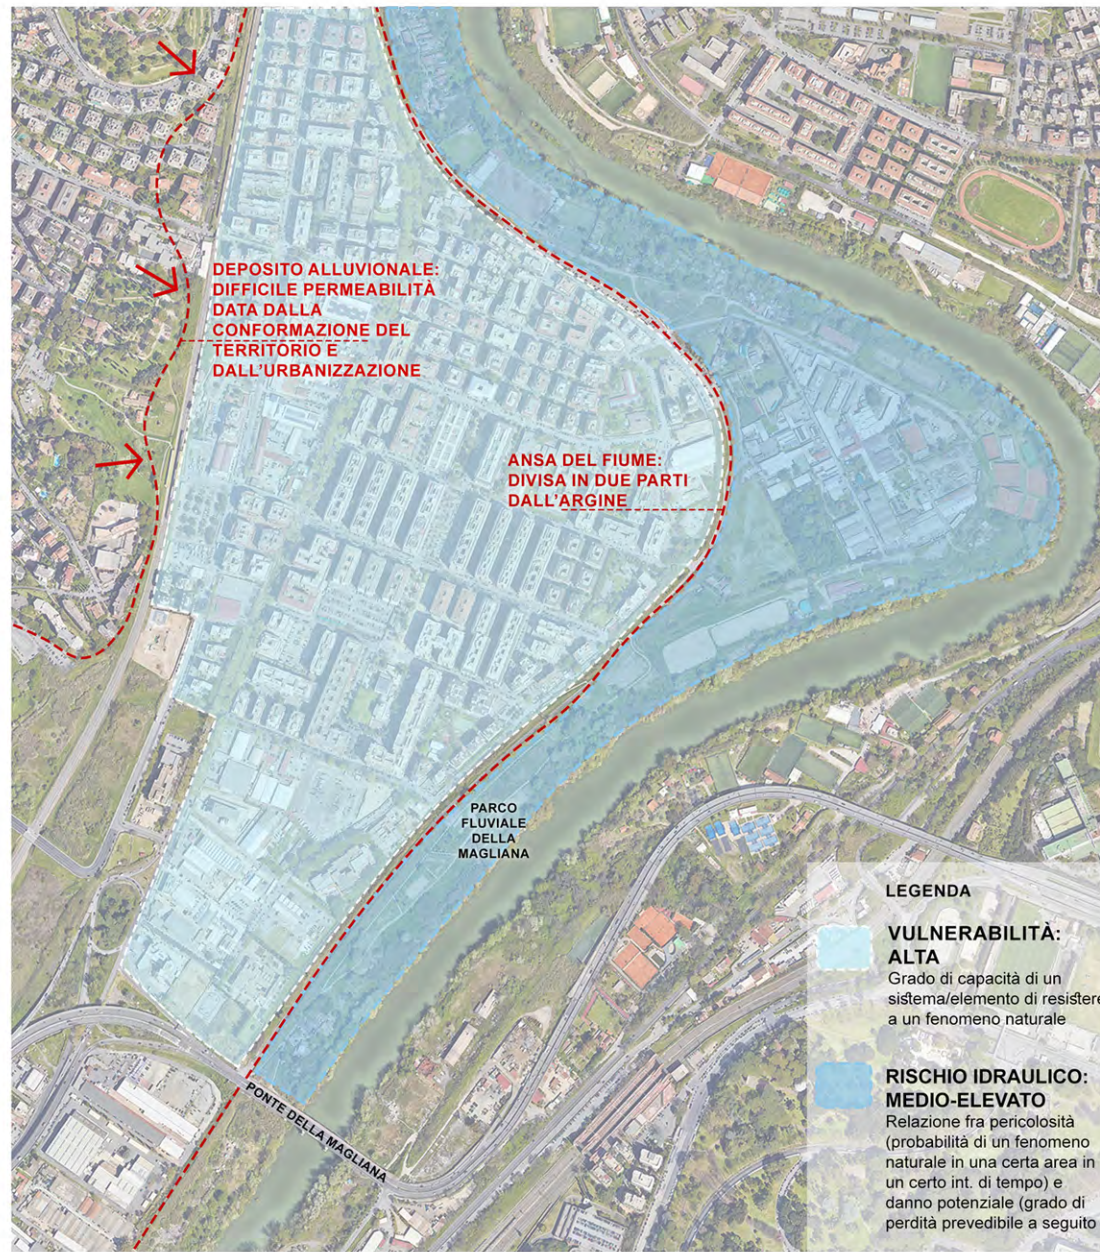 DEPOSITO ALLUVIONALE:
DIFFICILE PERMEABILITÀ
DATA DALLA
CONFORMAZIONE DEL
TERRITORIO E
DALL'URBANIZZAZIONE
ANSA DEL FIUME:
DIVISA IN DUE PARTI
DALL'ARGINE
PARCO
FLUVIALE
DELLA
MAGLIANA
PONTE DELLA MAGLIANA
LEGENDA
VULNERABILITÀ:
ALTA
Grado di capacità di un
sistema/elemento di resistere
a un fenomeno naturale
RISCHIO IDRAULICO:
MEDIO-ELEVATO
Relazione fra pericolosità
(probabilità di un fenomeno
naturale in una certa area in
un certo int. di tempo) e
danno potenziale (grado di
perdità prevedibile a seguito